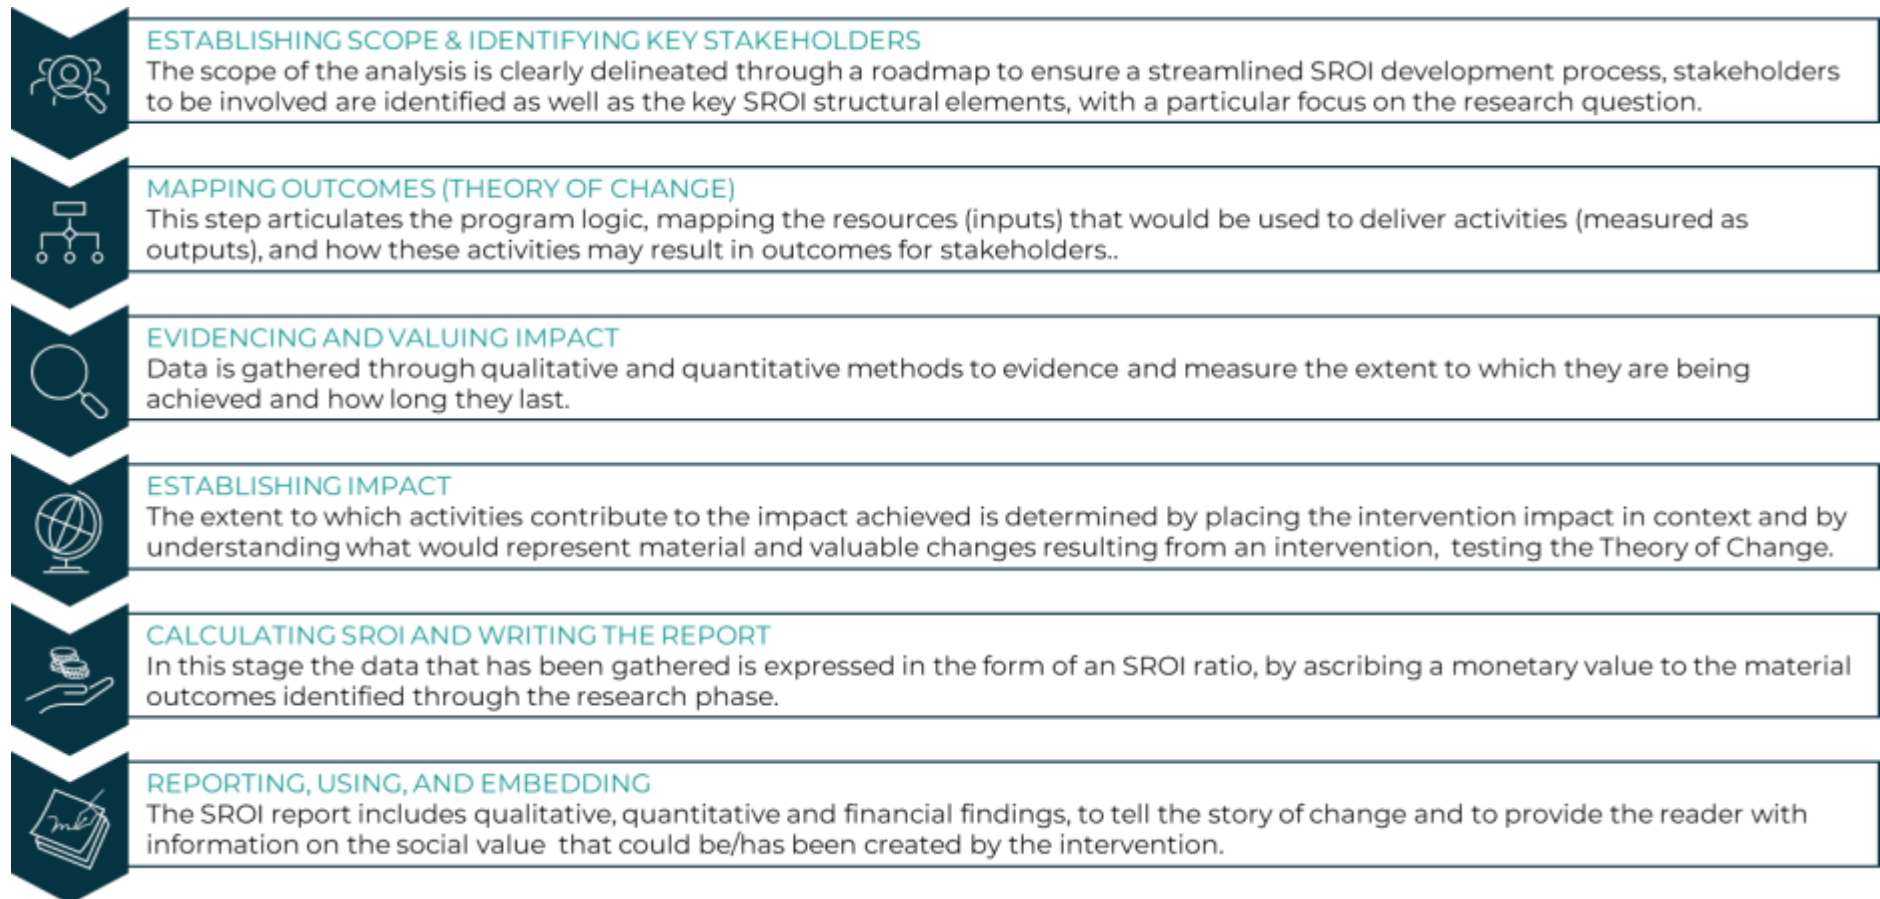 ESTABLISHING SCOPE & IDENTIFYING KEY STAKEHOLDERS
The scope of the analysis is clearly delineated through a roadmap to ensure a streamlined SROI development process, stakeholders
to be involved are identified as well as the key SROI structural elements, with a particular focus on the research question.
MAPPING OUTCOMES (THEORY OF CHANGE)
This step articulates the program logic, mapping the resources (inputs) that would be used to deliver activities (measured as
outputs), and how these activities may result in outcomes for stakeholders..
EVIDENCING AND VALUING IMPACT
Data is gathered through qualitative and quantitative methods to evidence and measure the extent to which they are being
achieved and how long they last.
ESTABLISHING IMPACT
The extent to which activities contribute to the impact achieved is determined by placing the intervention impact in context and by
understanding what would represent material and valuable changes resulting from an intervention, testing the Theory of Change.
CALCULATING SROI AND WRITING THE REPORT
In this stage the data that has been gathered is expressed in the form of an SROI ratio, by ascribing a monetary value to the material
outcomes identified through the research phase.
REPORTING, USING, AND EMBEDDING
The SROI report includes qualitative, quantitative and financial findings, to tell the story of change and to provide the reader with
information on the social value that could be/has been created by the intervention.